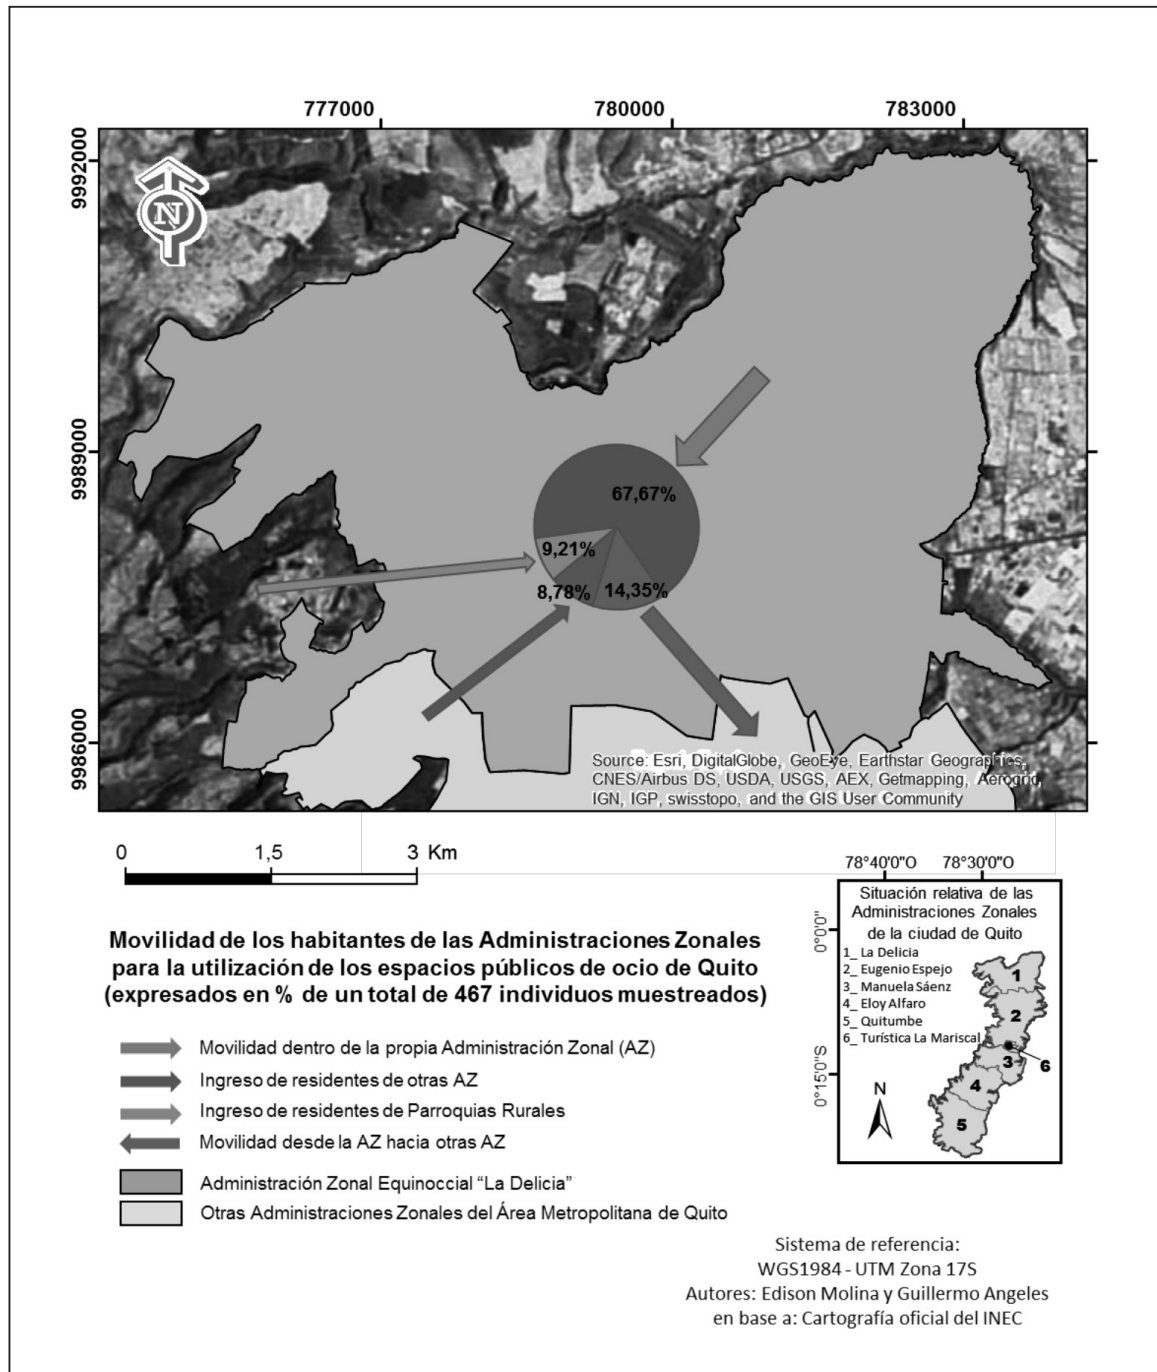 777000
780000
783000
9992000
9989000
9986000
N
67,67%
9,21%
8,78%
14,35%
Source: Esri, DigitalGlobe, GeoEye, Earthstar Geographics,
CNES/Airbus DS, USDA, USGS, AEX, Getmapping, Aerogrid,
IGN, IGP, swisstopo, and the GIS User Community
0 1,5 3 Km
Movilidad de los habitantes de las Administraciones Zonales
para la utilización de los espacios públicos de ocio de Quito
(expresados en % de un total de 467 individuos muestreados)
Movilidad dentro de la propia Administración Zonal (AZ)
Ingreso de residentes de otras AZ
Ingreso de residentes de Parroquias Rurales
Movilidad desde la AZ hacia otras AZ
Administración Zonal Equinoccial “La Delicia”
Otras Administraciones Zonales del Área Metropolitana de Quito
78°40'0"O 78°30'0"O
0°0'0"
0°15'0"S
Situación relativa de las
Administraciones Zonales
de la ciudad de Quito
1_ La Delicia
2_ Eugenio Espejo
3_ Manuela Sáenz
4_ Eloy Alfaro
5_ Quitumbe
6_ Turística La Mariscal
1
2
3
6
4
5
N
Sistema de referencia:
WGS1984 - UTM Zona 17S
Autores: Edison Molina y Guillermo Angeles
en base a: Cartografía oficial del INEC